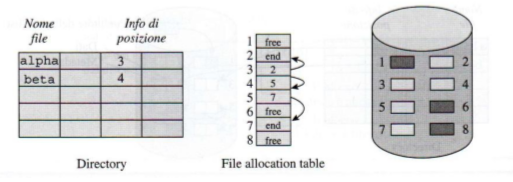 Nome file
Info di posizione
alpha 3
beta 4
Directory
1 free
2 end
3 2
4 5
5 7
6 free
7 end
8 free
File allocation table
1 2
3 4
5 6
7 8